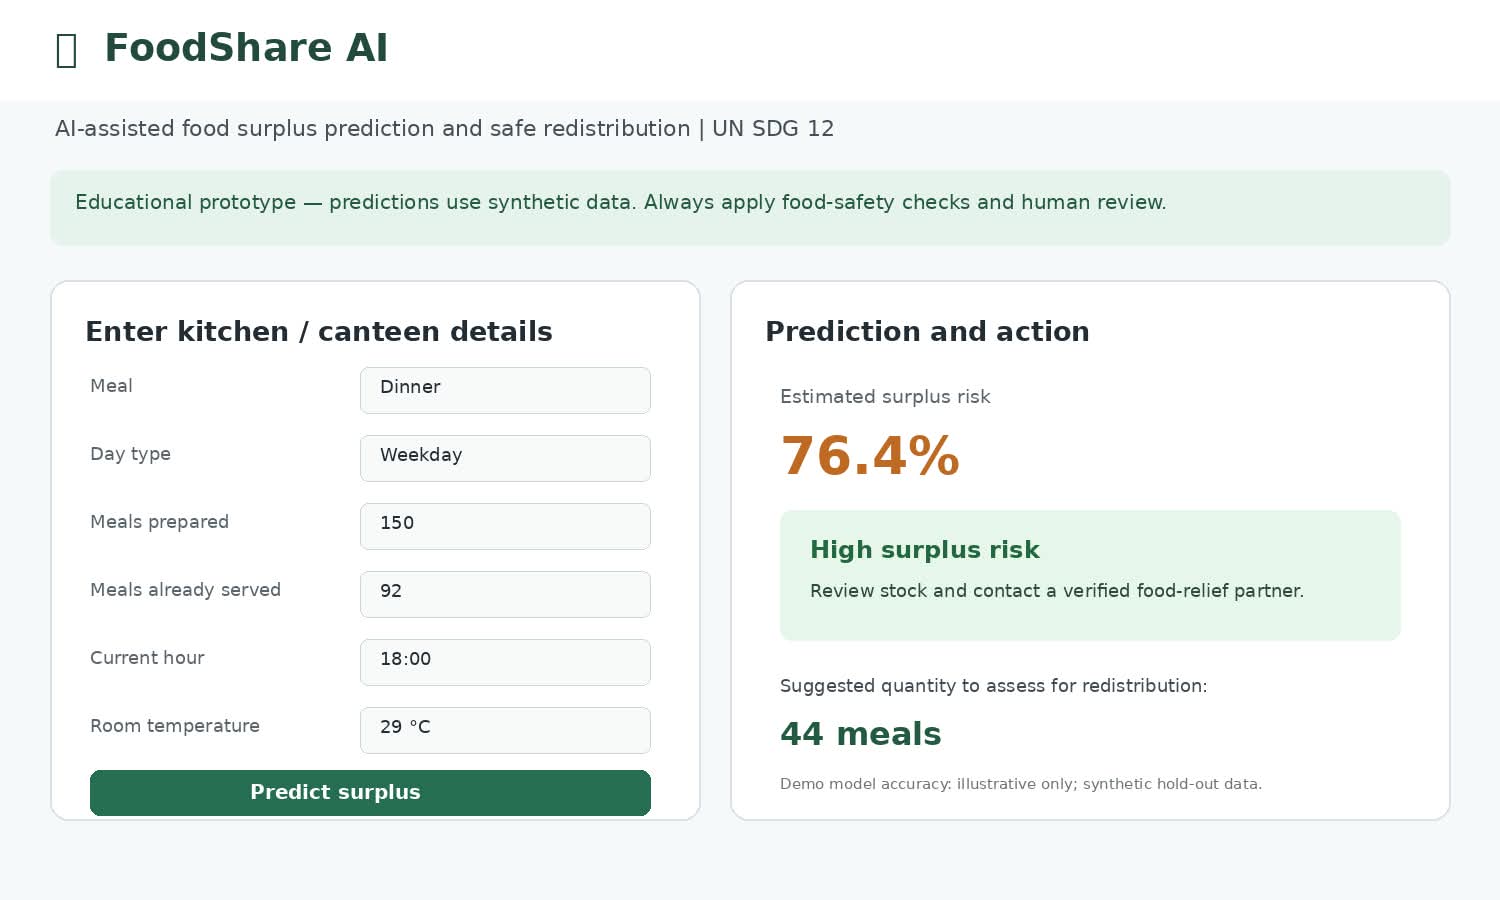 FoodShare AI
AI-assisted food surplus prediction and safe redistribution | UN SDG 12
Educational prototype — predictions use synthetic data. Always apply food-safety checks and human review.
Enter kitchen / canteen details
Meal
Dinner
Day type
Weekday
Meals prepared
150
Meals already served
92
Current hour
18:00
Room temperature
29 °C
Predict surplus
Prediction and action
Estimated surplus risk
76.4%
High surplus risk
Review stock and contact a verified food-relief partner.
Suggested quantity to assess for redistribution:
44 meals
Demo model accuracy: illustrative only; synthetic hold-out data.